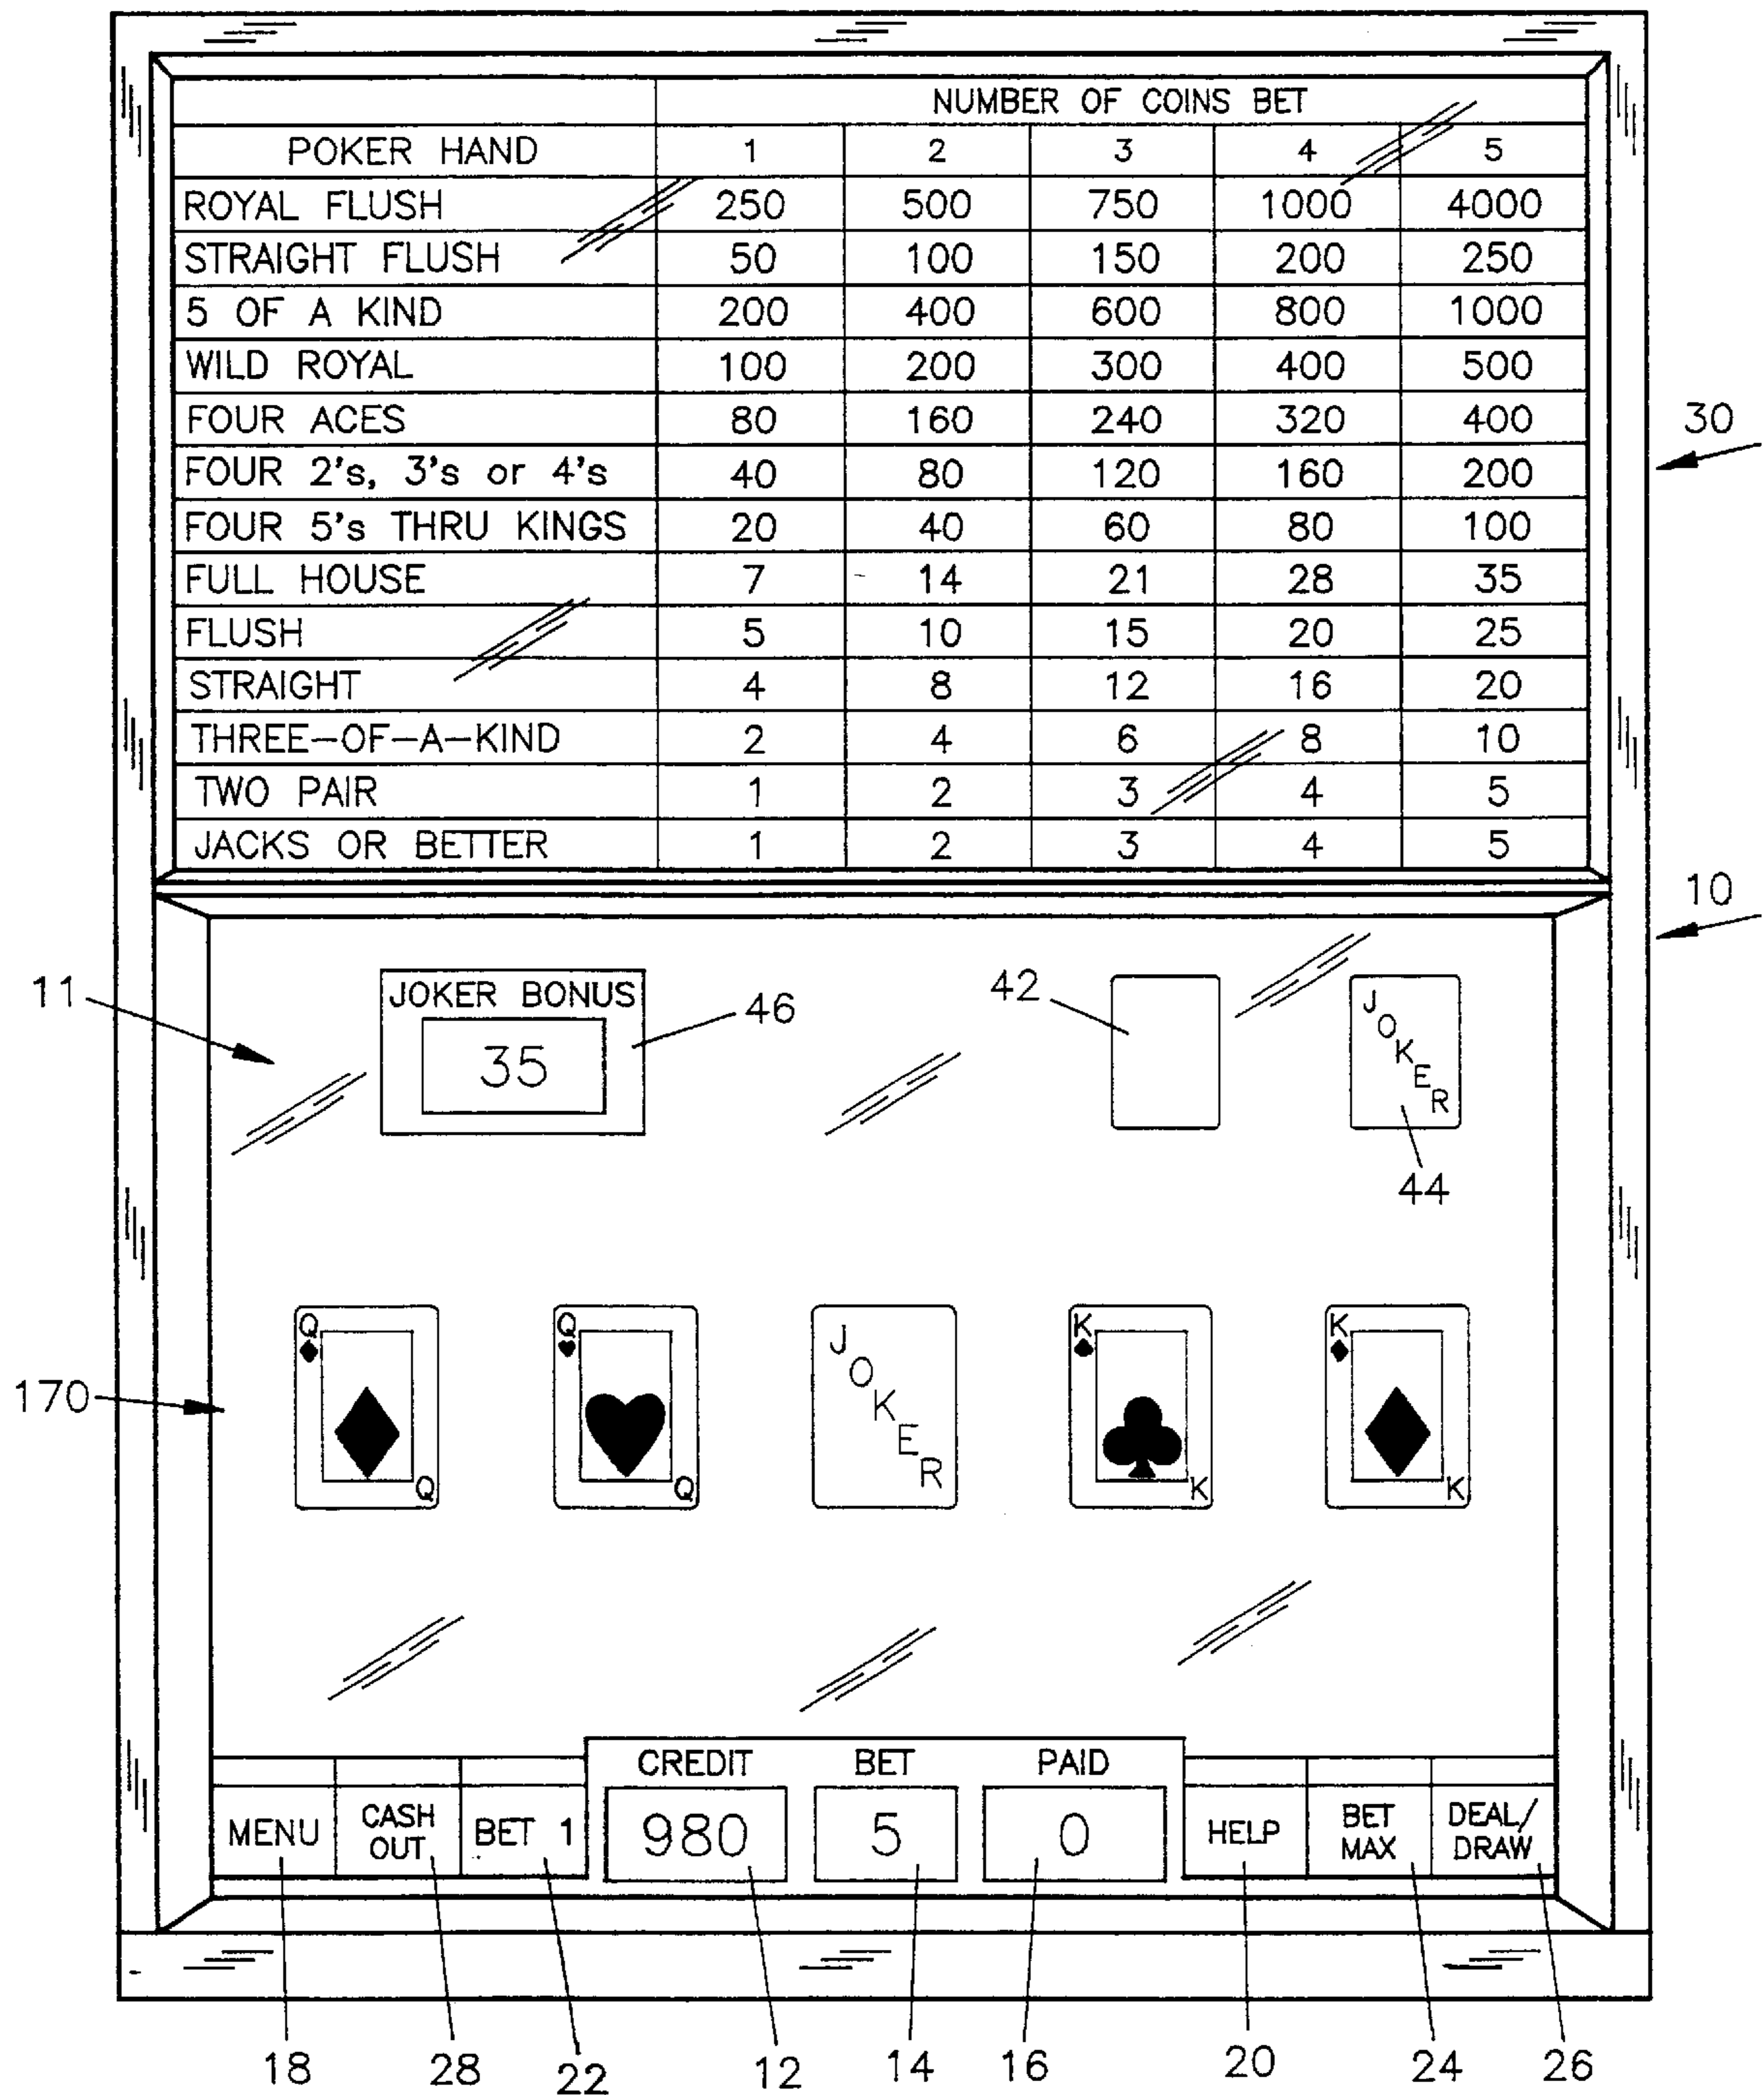 NUMBER OF COINS BET
POKER HAND 1 2 3 4 5
ROYAL FLUSH 250 500 750 1000 4000
STRAIGHT FLUSH 50 100 150 200 250
5 OF A KIND 200 400 600 800 1000
WILD ROYAL 100 200 300 400 500
FOUR ACES 80 160 240 320 400
30
FOUR 2's, 3's or 4's 40 80 120 160 200
FOUR 5's THRU KINGS 20 40 60 80 100
FULL HOUSE 7 14 21 28 35
FLUSH 5 10 15 20 25
STRAIGHT 4 8 12 16 20
THREE-OF-A-KIND 2 4 6 8 10
TWO PAIR 1 2 3 4 5
JACKS OR BETTER 1 2 3 4 5
10
11
JOKER BONUS
35
46
42
JOKER
44
170
Q Q
Q Q
JOKER
K K
K K
CREDIT BET PAID
MENU
CASH
OUT
BET 1
980 5 0
HELP
BET
MAX
DEAL/
DRAW
18 28 22 12 14 16 20 24 26